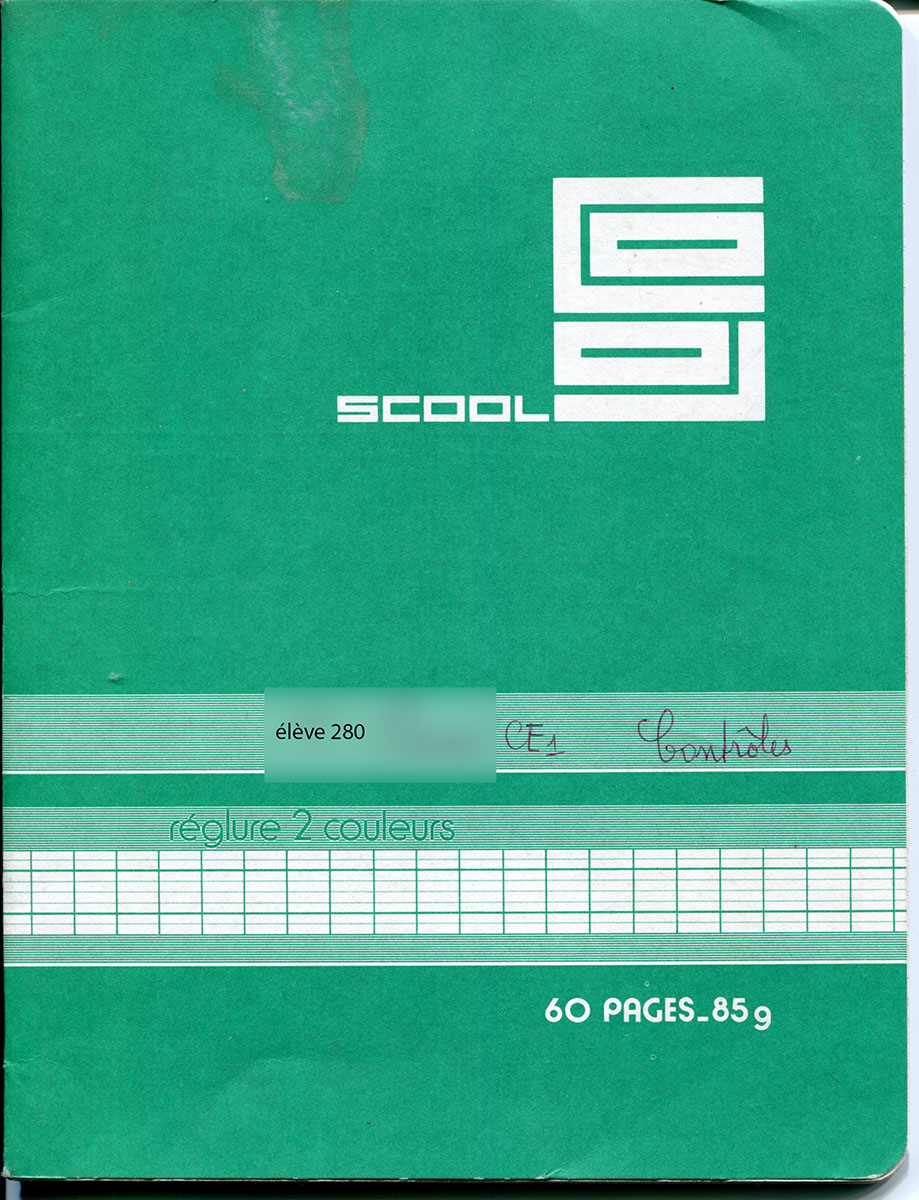 SCOOL
élève 280 CE1 Contrôles
réglure 2 couleurs
60 PAGES_85g